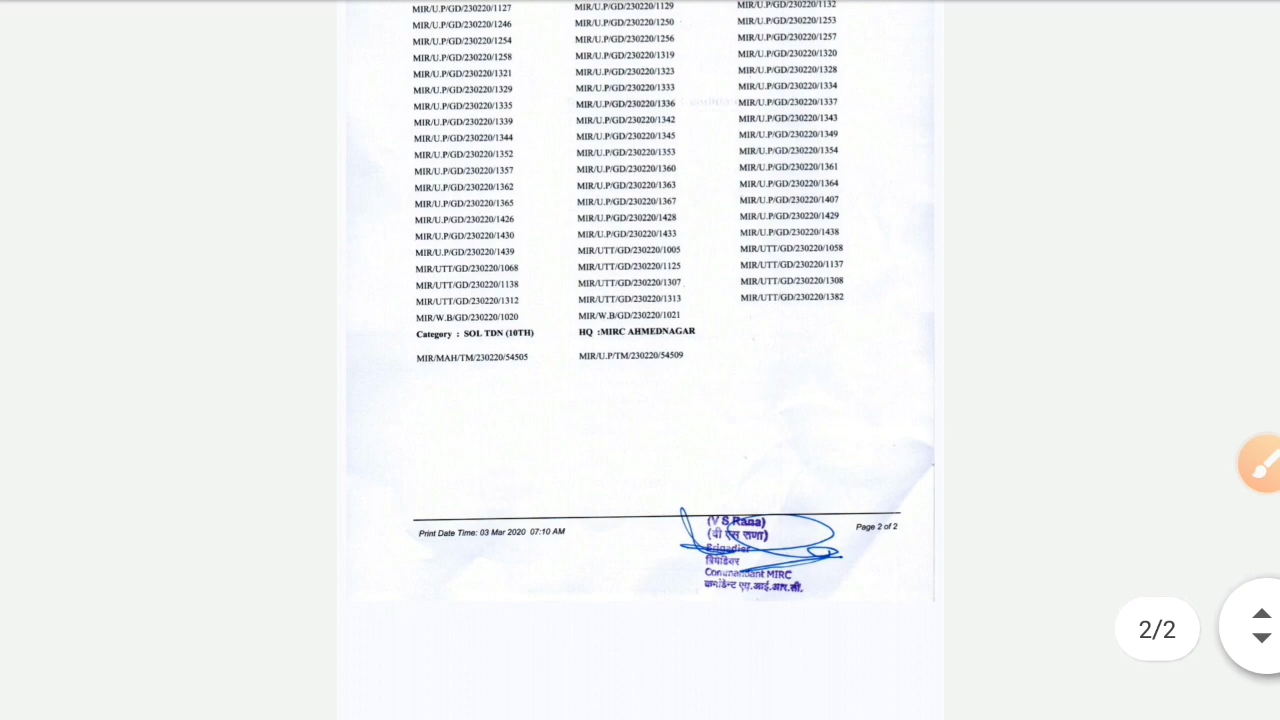 MIR/U.P/GD/230220/1127 MIR/U.P/GD/230220/1129 MIR/U.P/GD/230220/1132
MIR/U.P/GD/230220/1246 MIR/U.P/GD/230220/1250 MIR/U.P/GD/230220/1253
MIR/U.P/GD/230220/1254 MIR/U.P/GD/230220/1256 MIR/U.P/GD/230220/1257
MIR/U.P/GD/230220/1258 MIR/U.P/GD/230220/1319 MIR/U.P/GD/230220/1320
MIR/U.P/GD/230220/1321 MIR/U.P/GD/230220/1323 MIR/U.P/GD/230220/1328
MIR/U.P/GD/230220/1329 MIR/U.P/GD/230220/1333 MIR/U.P/GD/230220/1334
MIR/U.P/GD/230220/1335 MIR/U.P/GD/230220/1336 MIR/U.P/GD/230220/1337
MIR/U.P/GD/230220/1339 MIR/U.P/GD/230220/1342 MIR/U.P/GD/230220/1343
MIR/U.P/GD/230220/1344 MIR/U.P/GD/230220/1345 MIR/U.P/GD/230220/1349
MIR/U.P/GD/230220/1352 MIR/U.P/GD/230220/1353 MIR/U.P/GD/230220/1354
MIR/U.P/GD/230220/1357 MIR/U.P/GD/230220/1360 MIR/U.P/GD/230220/1361
MIR/U.P/GD/230220/1362 MIR/U.P/GD/230220/1363 MIR/U.P/GD/230220/1364
MIR/U.P/GD/230220/1365 MIR/U.P/GD/230220/1367 MIR/U.P/GD/230220/1407
MIR/U.P/GD/230220/1426 MIR/U.P/GD/230220/1428 MIR/U.P/GD/230220/1429
MIR/U.P/GD/230220/1430 MIR/U.P/GD/230220/1433 MIR/U.P/GD/230220/1438
MIR/U.P/GD/230220/1439 MIR/UTT/GD/230220/1005 MIR/UTT/GD/230220/1058
MIR/UTT/GD/230220/1068 MIR/UTT/GD/230220/1125 MIR/UTT/GD/230220/1137
MIR/UTT/GD/230220/1138 MIR/UTT/GD/230220/1307 MIR/UTT/GD/230220/1308
MIR/UTT/GD/230220/1312 MIR/UTT/GD/230220/1313 MIR/UTT/GD/230220/1382
MIR/W.B/GD/230220/1020 MIR/W.B/GD/230220/1021
Category : SOL TDN (10TH) HQ :MIRC AHMEDNAGAR
MIR/MAH/TM/230220/54505 MIR/U.P/TM/230220/54509
Print Date Time: 03 Mar 2020 07:10 AM
Page 2 of 2
(V S Rana)
(वी एस राणा)
Brigadier
ब्रिगेडियर
Commandant MIRC
कमांडेन्ट एम.आई.आर.सी.
2/2